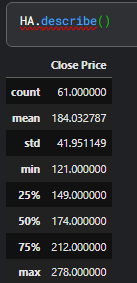 HA.describe()
Close Price
count 61.000000
mean 184.032787
std 41.951149
min 121.000000
25% 149.000000
50% 174.000000
75% 212.000000
max 278.000000